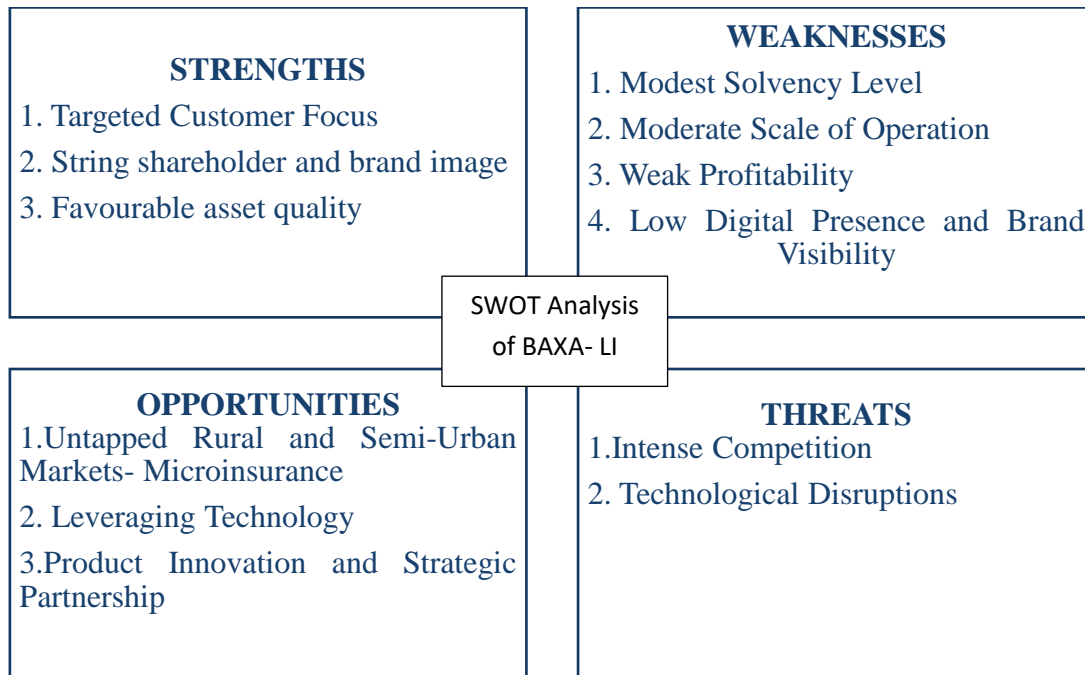 STRENGTHS
1. Targeted Customer Focus
2. String shareholder and brand image
3. Favourable asset quality
WEAKNESSES
1. Modest Solvency Level
2. Moderate Scale of Operation
3. Weak Profitability
4. Low Digital Presence and Brand
Visibility
SWOT Analysis
of BAXA- LI
OPPORTUNITIES
1.Untapped Rural and Semi-Urban
Markets- Microinsurance
2. Leveraging Technology
3.Product Innovation and Strategic
Partnership
THREATS
1.Intense Competition
2. Technological Disruptions